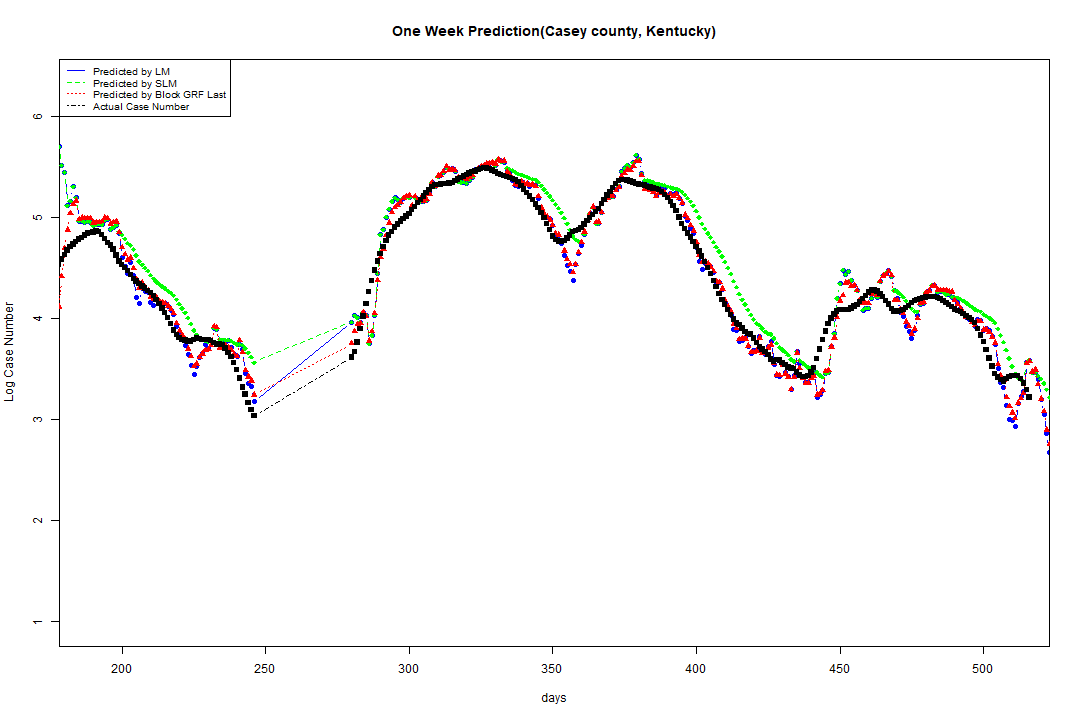 One Week Prediction(Casey county, Kentucky)
Predicted by LM
Predicted by SLM
Predicted by Block GRF Last
Actual Case Number
6
5
4
3
2
1
Log Case Number
200 250 300 350 400 450 500
days